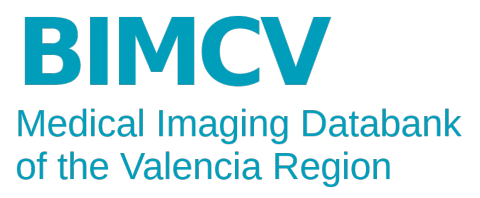 BIMCV
Medical Imaging Databank
of the Valencia Region